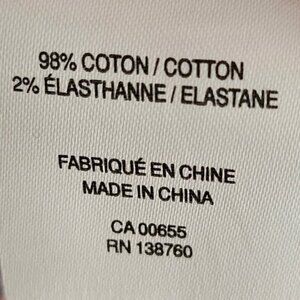 98% COTON / COTTON
2% ÉLASTHANNE / ELASTANE
FABRIQUÉ EN CHINE
MADE IN CHINA
CA 00655
RN 138760